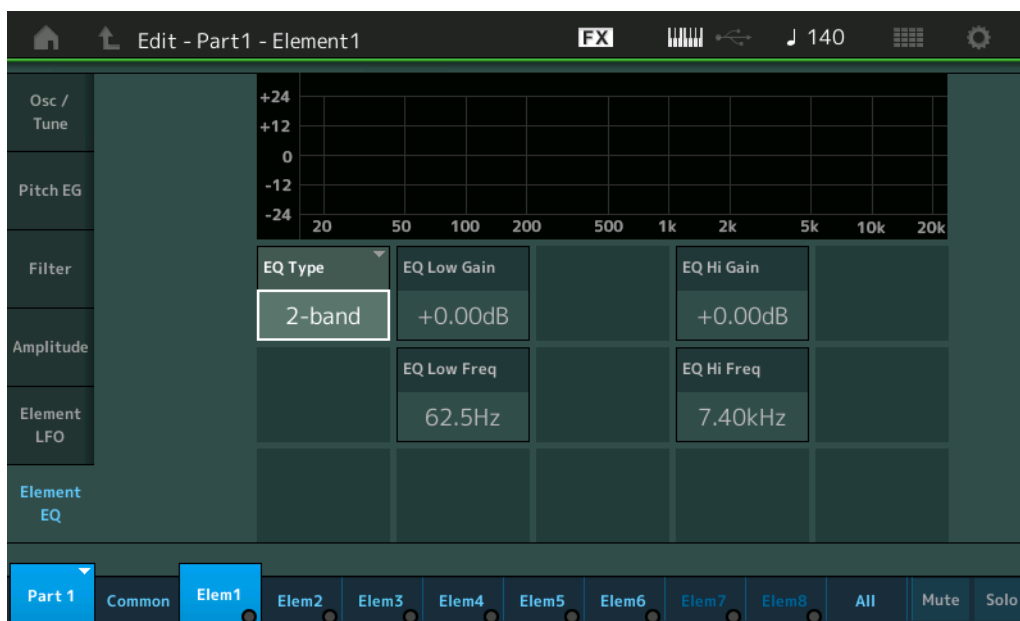 Edit - Part1 - Element1 FX 140
Osc /
Tune
Pitch EG
Filter
Amplitude
Element
LFO
Element
EQ
+24
+12
0
-12
-24
20 50 100 200 500 1k 2k 5k 10k 20k
EQ Type EQ Low Gain EQ Hi Gain
2-band +0.00dB +0.00dB
EQ Low Freq EQ Hi Freq
62.5Hz 7.40kHz
Part 1 Common Elem1 Elem2 Elem3 Elem4 Elem5 Elem6 Elem7 Elem8 All Mute Solo